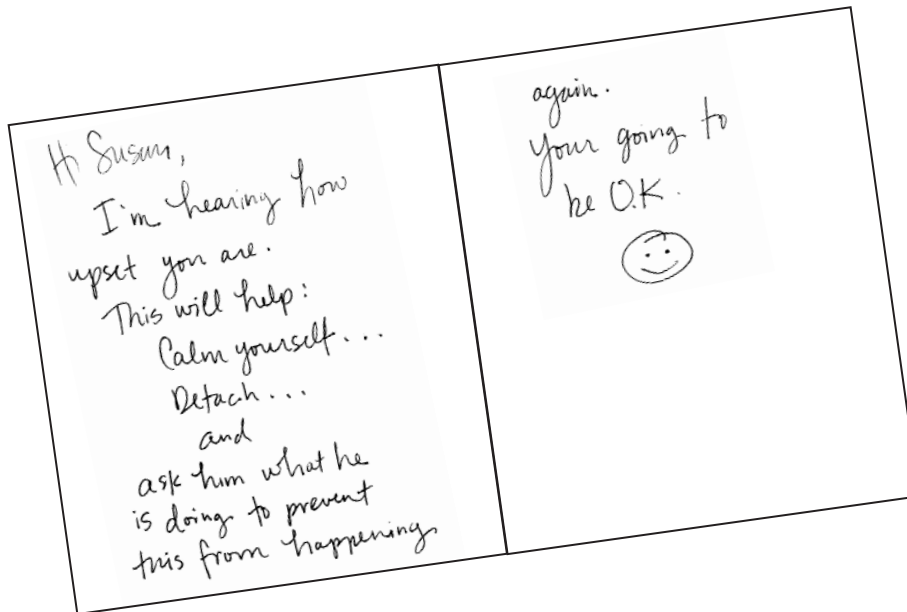 Hi Susan,
I'm hearing how
upset you are.
This will help:
Calm yourself...
Detach...
and
ask him what he
is doing to prevent
this from happening
again.
Your going to
be O.K.